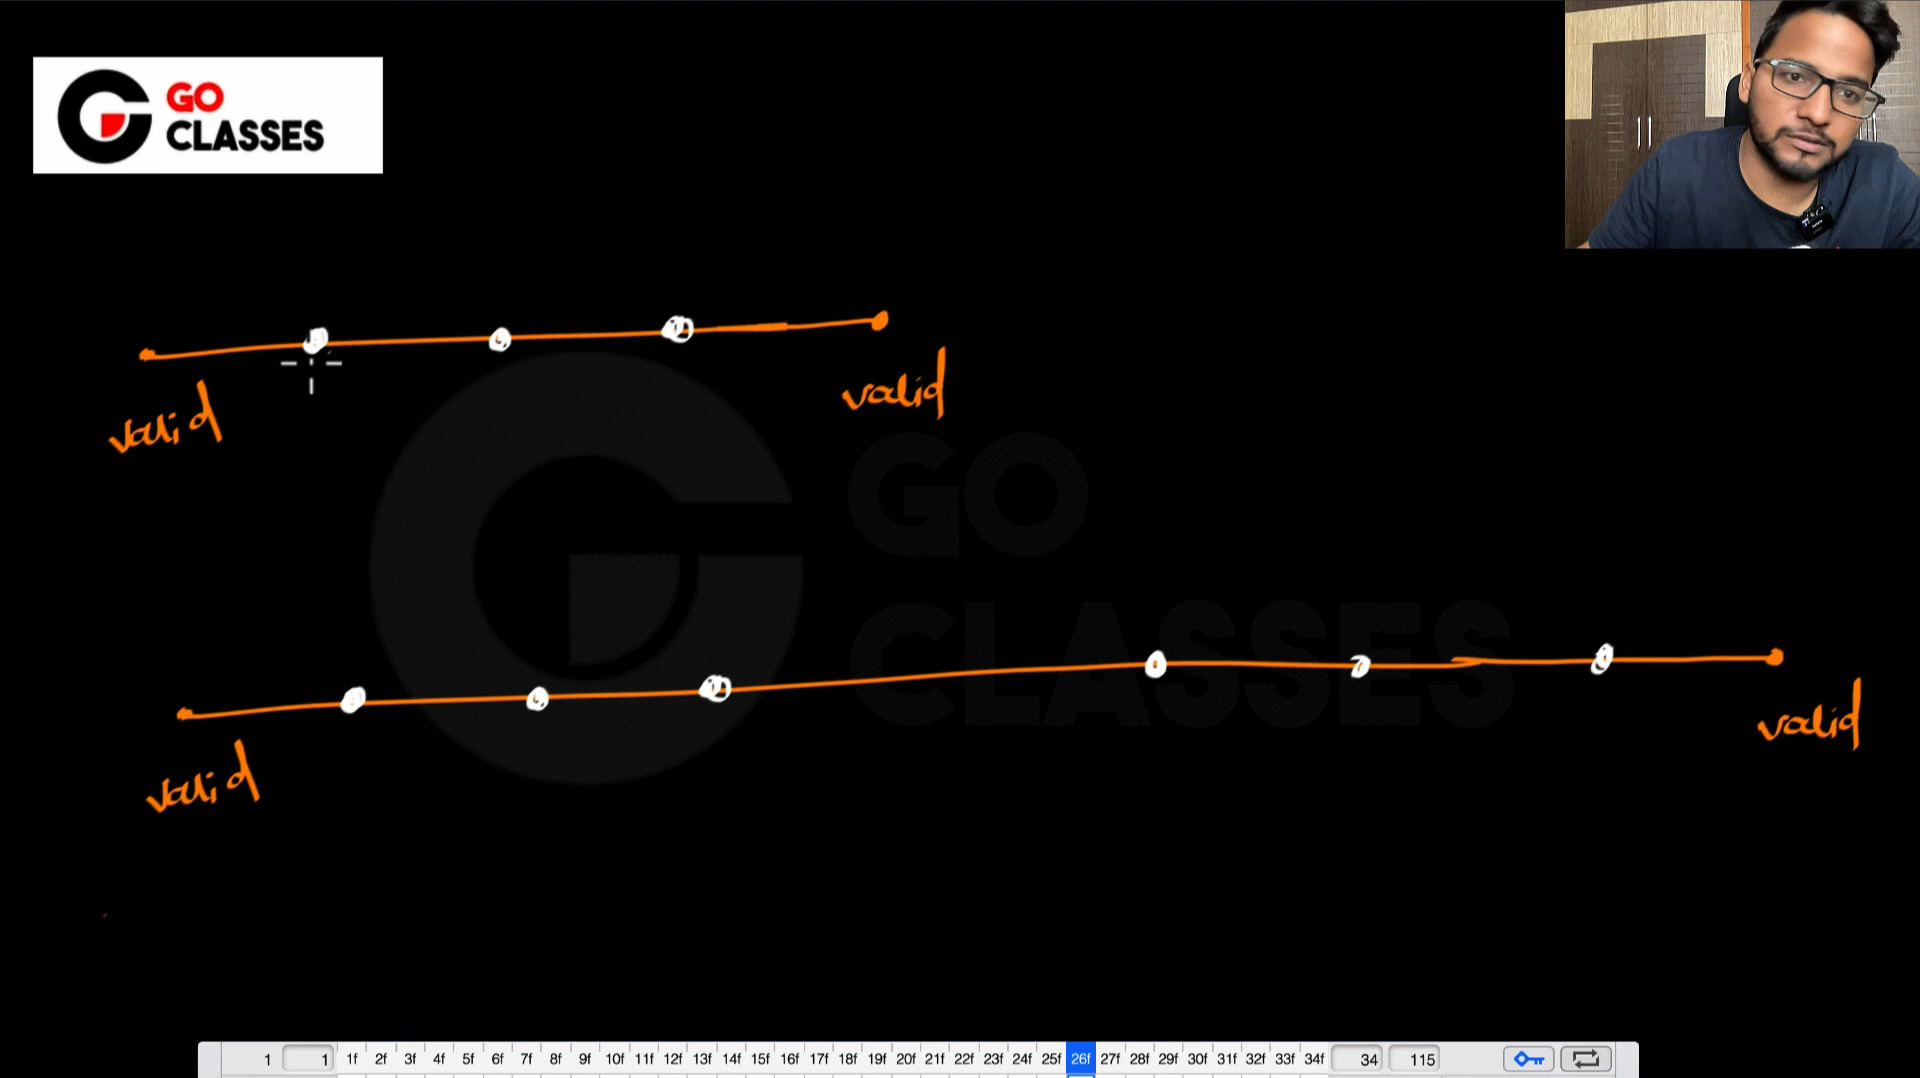 GO
CLASSES
valid
valid
GO
CLASSES
valid
valid
1 1 1f 2f 3f 4f 5f 6f 7f 8f 9f 10f 11f 12f 13f 14f 15f 16f 17f 18f 19f 20f 21f 22f 23f 24f 25f 26f 27f 28f 29f 30f 31f 32f 33f 34f 34 115